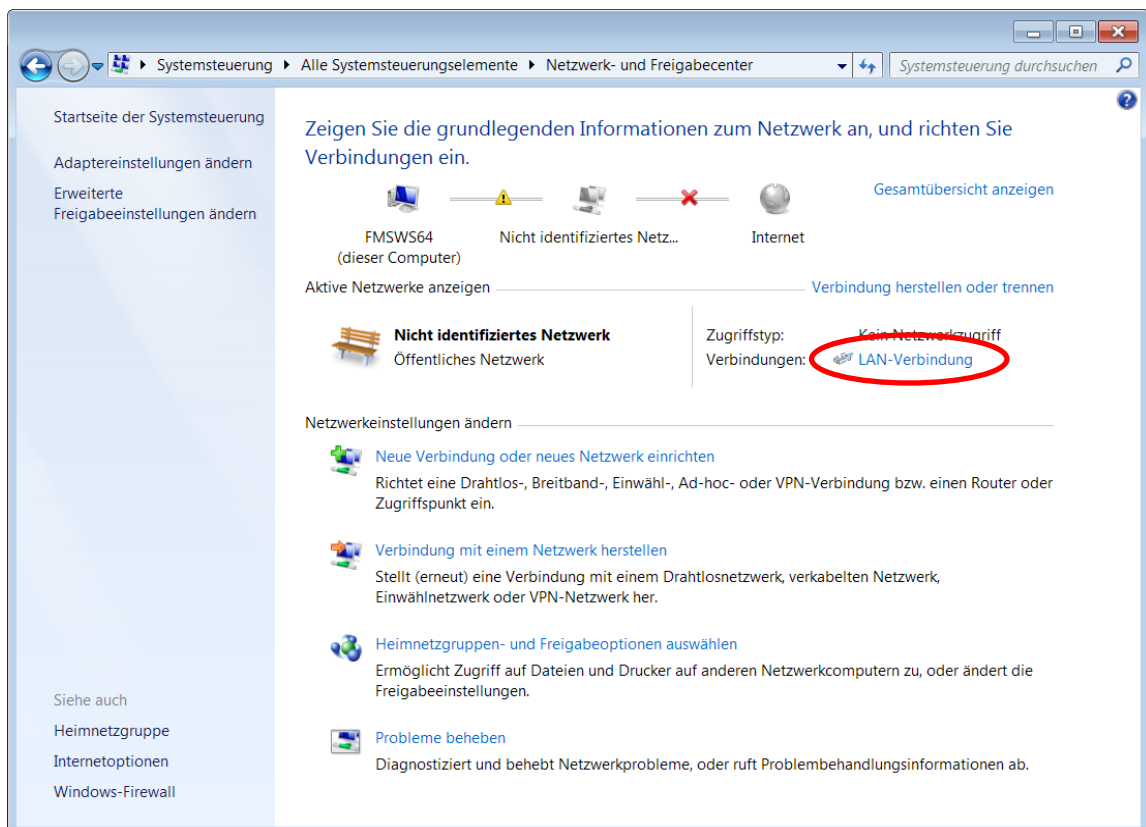 Systemsteuerung Alle Systemsteuerungselemente Netzwerk- und Freigabecenter Systemsteuerung durchsuchen
Startseite der Systemsteuerung
Adaptereinstellungen ändern
Erweiterte
Freigabeeinstellungen ändern
Zeigen Sie die grundlegenden Informationen zum Netzwerk an, und richten Sie
Verbindungen ein.
Gesamtübersicht anzeigen
FMSWS64 Nicht identifiziertes Netz... Internet
(dieser Computer)
Aktive Netzwerke anzeigen Verbindung herstellen oder trennen
Nicht identifiziertes Netzwerk Zugriffstyp: Kein Netzwerkzugriff
Öffentliches Netzwerk Verbindungen: LAN-Verbindung
Netzwerkeinstellungen ändern
Neue Verbindung oder neues Netzwerk einrichten
Richtet eine Drahtlos-, Breitband-, Einwähl-, Ad-hoc- oder VPN-Verbindung bzw. einen Router oder
Zugriffspunkt ein.
Verbindung mit einem Netzwerk herstellen
Stellt (erneut) eine Verbindung mit einem Drahtlosnetzwerk, verkabelten Netzwerk,
Einwählnetzwerk oder VPN-Netzwerk her.
Heimnetzgruppen- und Freigabeoptionen auswählen
Ermöglicht Zugriff auf Dateien und Drucker auf anderen Netzwerkcomputern zu, oder ändert die
Freigabeeinstellungen.
Probleme beheben
Diagnostiziert und behebt Netzwerkprobleme, oder ruft Problembehandlungsinformationen ab.
Siehe auch
Heimnetzgruppe
Internetoptionen
Windows-Firewall